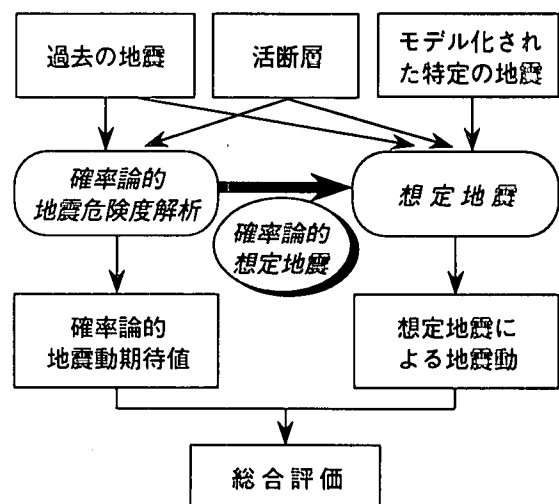 過去の地震
活断層
モデル化され
た特定の地震
確率論的
地震危険度解析
想定地震
確率論的
想定地震
確率論的
地震動期待値
想定地震に
よる地震動
総合評価